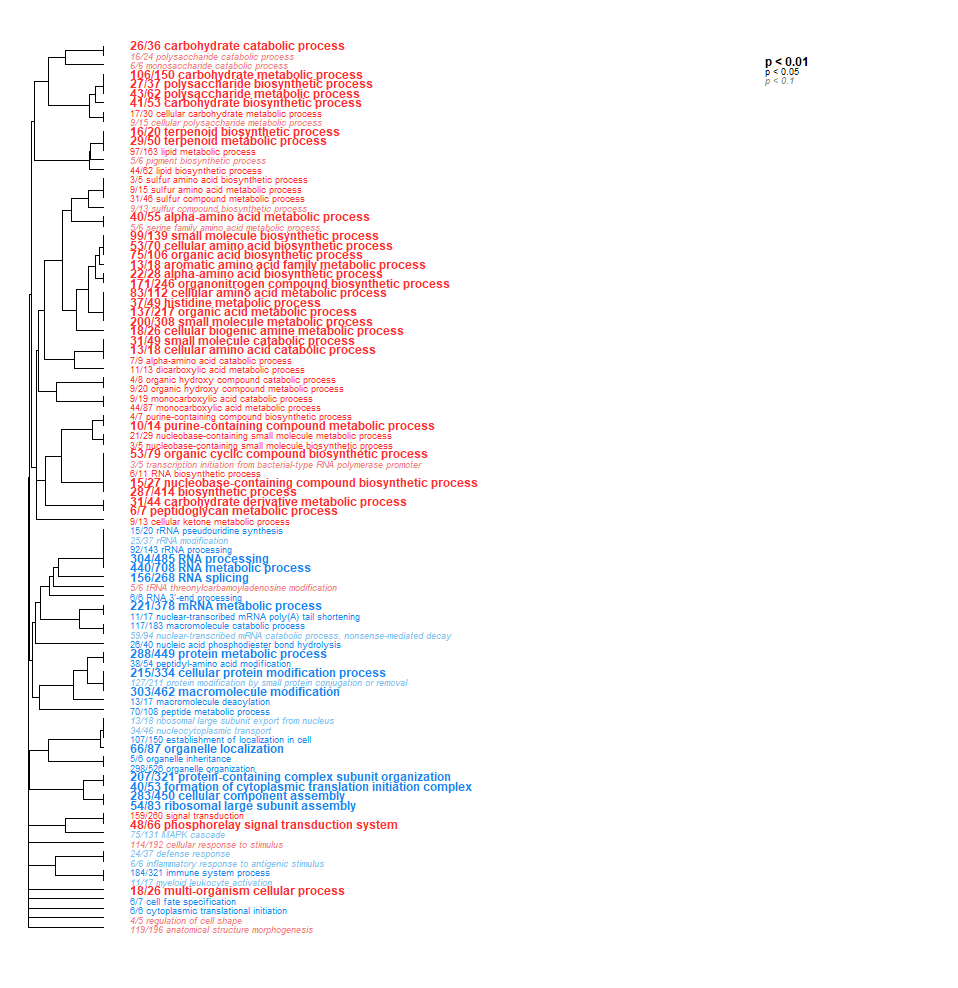 26/36 carbohydrate catabolic process
16/24 polysaccharide catabolic process
6/6 monosaccharide catabolic process
106/150 carbohydrate metabolic process
27/37 polysaccharide biosynthetic process
43/62 polysaccharide metabolic process
41/53 carbohydrate biosynthetic process
17/30 cellular carbohydrate metabolic process
9/15 cellular polysaccharide metabolic process
16/20 terpenoid biosynthetic process
29/50 terpenoid metabolic process
97/163 lipid metabolic process
5/6 pigment biosynthetic process
44/62 lipid biosynthetic process
3/5 sulfur amino acid biosynthetic process
9/15 sulfur amino acid metabolic process
31/46 sulfur compound metabolic process
9/13 sulfur compound biosynthetic process
40/55 alpha-amino acid metabolic process
5/6 serine family amino acid metabolic process
99/139 small molecule biosynthetic process
53/70 cellular amino acid biosynthetic process
75/106 organic acid biosynthetic process
13/18 aromatic amino acid family metabolic process
22/28 alpha-amino acid biosynthetic process
171/246 organonitrogen compound biosynthetic process
83/112 cellular amino acid metabolic process
37/49 histidine metabolic process
137/217 organic acid metabolic process
200/308 small molecule metabolic process
18/26 cellular biogenic amine metabolic process
31/49 small molecule catabolic process
13/18 cellular amino acid catabolic process
7/9 alpha-amino acid catabolic process
11/13 dicarboxylic acid metabolic process
4/8 organic hydroxy compound catabolic process
9/20 organic hydroxy compound metabolic process
9/19 monocarboxylic acid catabolic process
44/87 monocarboxylic acid metabolic process
4/7 purine-containing compound biosynthetic process
10/14 purine-containing compound metabolic process
21/29 nucleobase-containing small molecule metabolic process
3/5 nucleobase-containing small molecule biosynthetic process
53/79 organic cyclic compound biosynthetic process
3/5 transcription initiation from bacterial-type RNA polymerase promoter
6/11 RNA biosynthetic process
15/27 nucleobase-containing compound biosynthetic process
287/414 biosynthetic process
31/44 carbohydrate derivative metabolic process
6/7 peptidoglycan metabolic process
9/13 cellular ketone metabolic process
15/20 rRNA pseudouridine synthesis
25/37 rRNA modification
92/143 rRNA processing
304/485 RNA processing
440/708 RNA metabolic process
156/268 RNA splicing
5/6 tRNA threonylcarbamoyladenosine modification
6/6 RNA 3'-end processing
221/378 mRNA metabolic process
11/17 nuclear-transcribed mRNA poly(A) tail shortening
117/183 macromolecule catabolic process
59/94 nuclear-transcribed mRNA catabolic process, nonsense-mediated decay
26/40 nucleic acid phosphodiester bond hydrolysis
288/449 protein metabolic process
38/54 peptidyl-amino acid modification
215/334 cellular protein modification process
127/211 protein modification by small protein conjugation or removal
303/462 macromolecule modification
13/17 macromolecule deacylation
70/108 peptide metabolic process
13/18 ribosomal large subunit export from nucleus
34/46 nucleocytoplasmic transport
107/150 establishment of localization in cell
66/87 organelle localization
5/6 organelle inheritance
298/526 organelle organization
207/321 protein-containing complex subunit organization
40/53 formation of cytoplasmic translation initiation complex
283/450 cellular component assembly
54/83 ribosomal large subunit assembly
159/260 signal transduction
48/66 phosphorelay signal transduction system
75/131 MAPK cascade
114/192 cellular response to stimulus
24/37 defense response
6/6 inflammatory response to antigenic stimulus
184/321 immune system process
11/17 myeloid leukocyte activation
18/26 multi-organism cellular process
6/7 cell fate specification
6/6 cytoplasmic translational initiation
4/5 regulation of cell shape
119/196 anatomical structure morphogenesis
p < 0.01
p < 0.05
p < 0.1